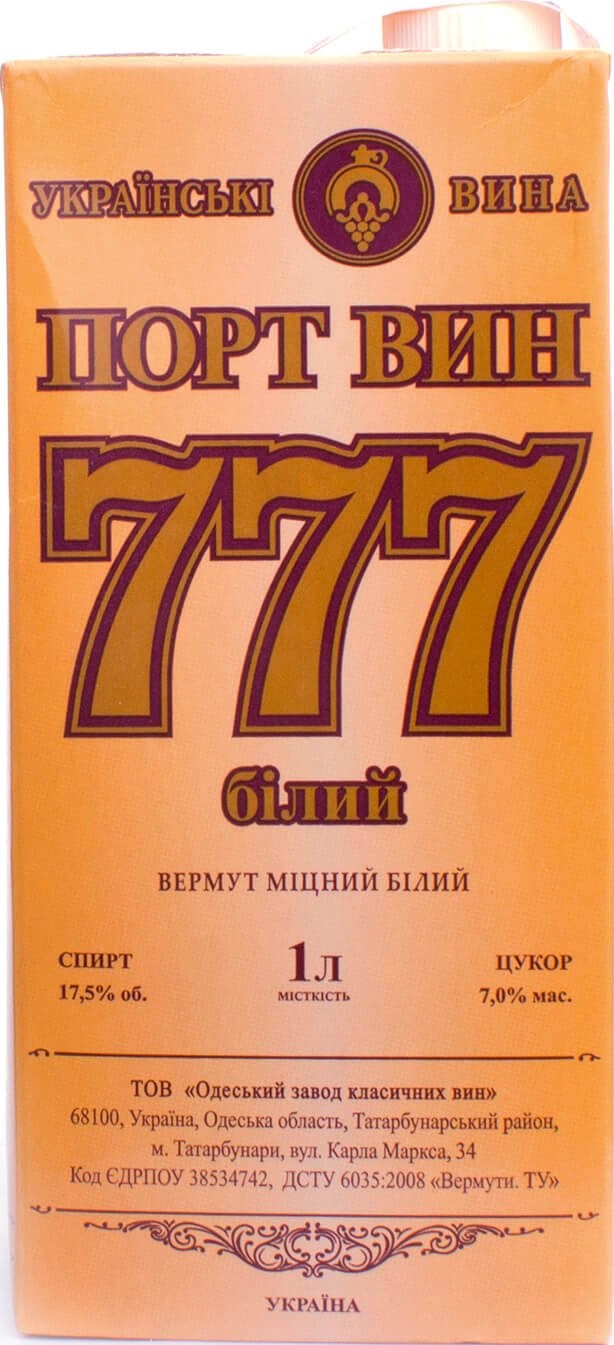 УКРАЇНСЬКІ ВИНА
ПОРТ ВИН
777
білий
ВЕРМУТ МІЦНИЙ БІЛИЙ
СПИРТ 1л ЦУКОР
17,5% об. МІСТКІСТЬ 7,0% мас.
ТОВ «Одеський завод класичних вин»
68100, Україна, Одеська область, Татарбунарський район,
м. Татарбунари, вул. Карла Маркса, 34
Код ЄДРПОУ 38534742, ДСТУ 6035:2008 «Вермути. ТУ»
УКРАЇНА